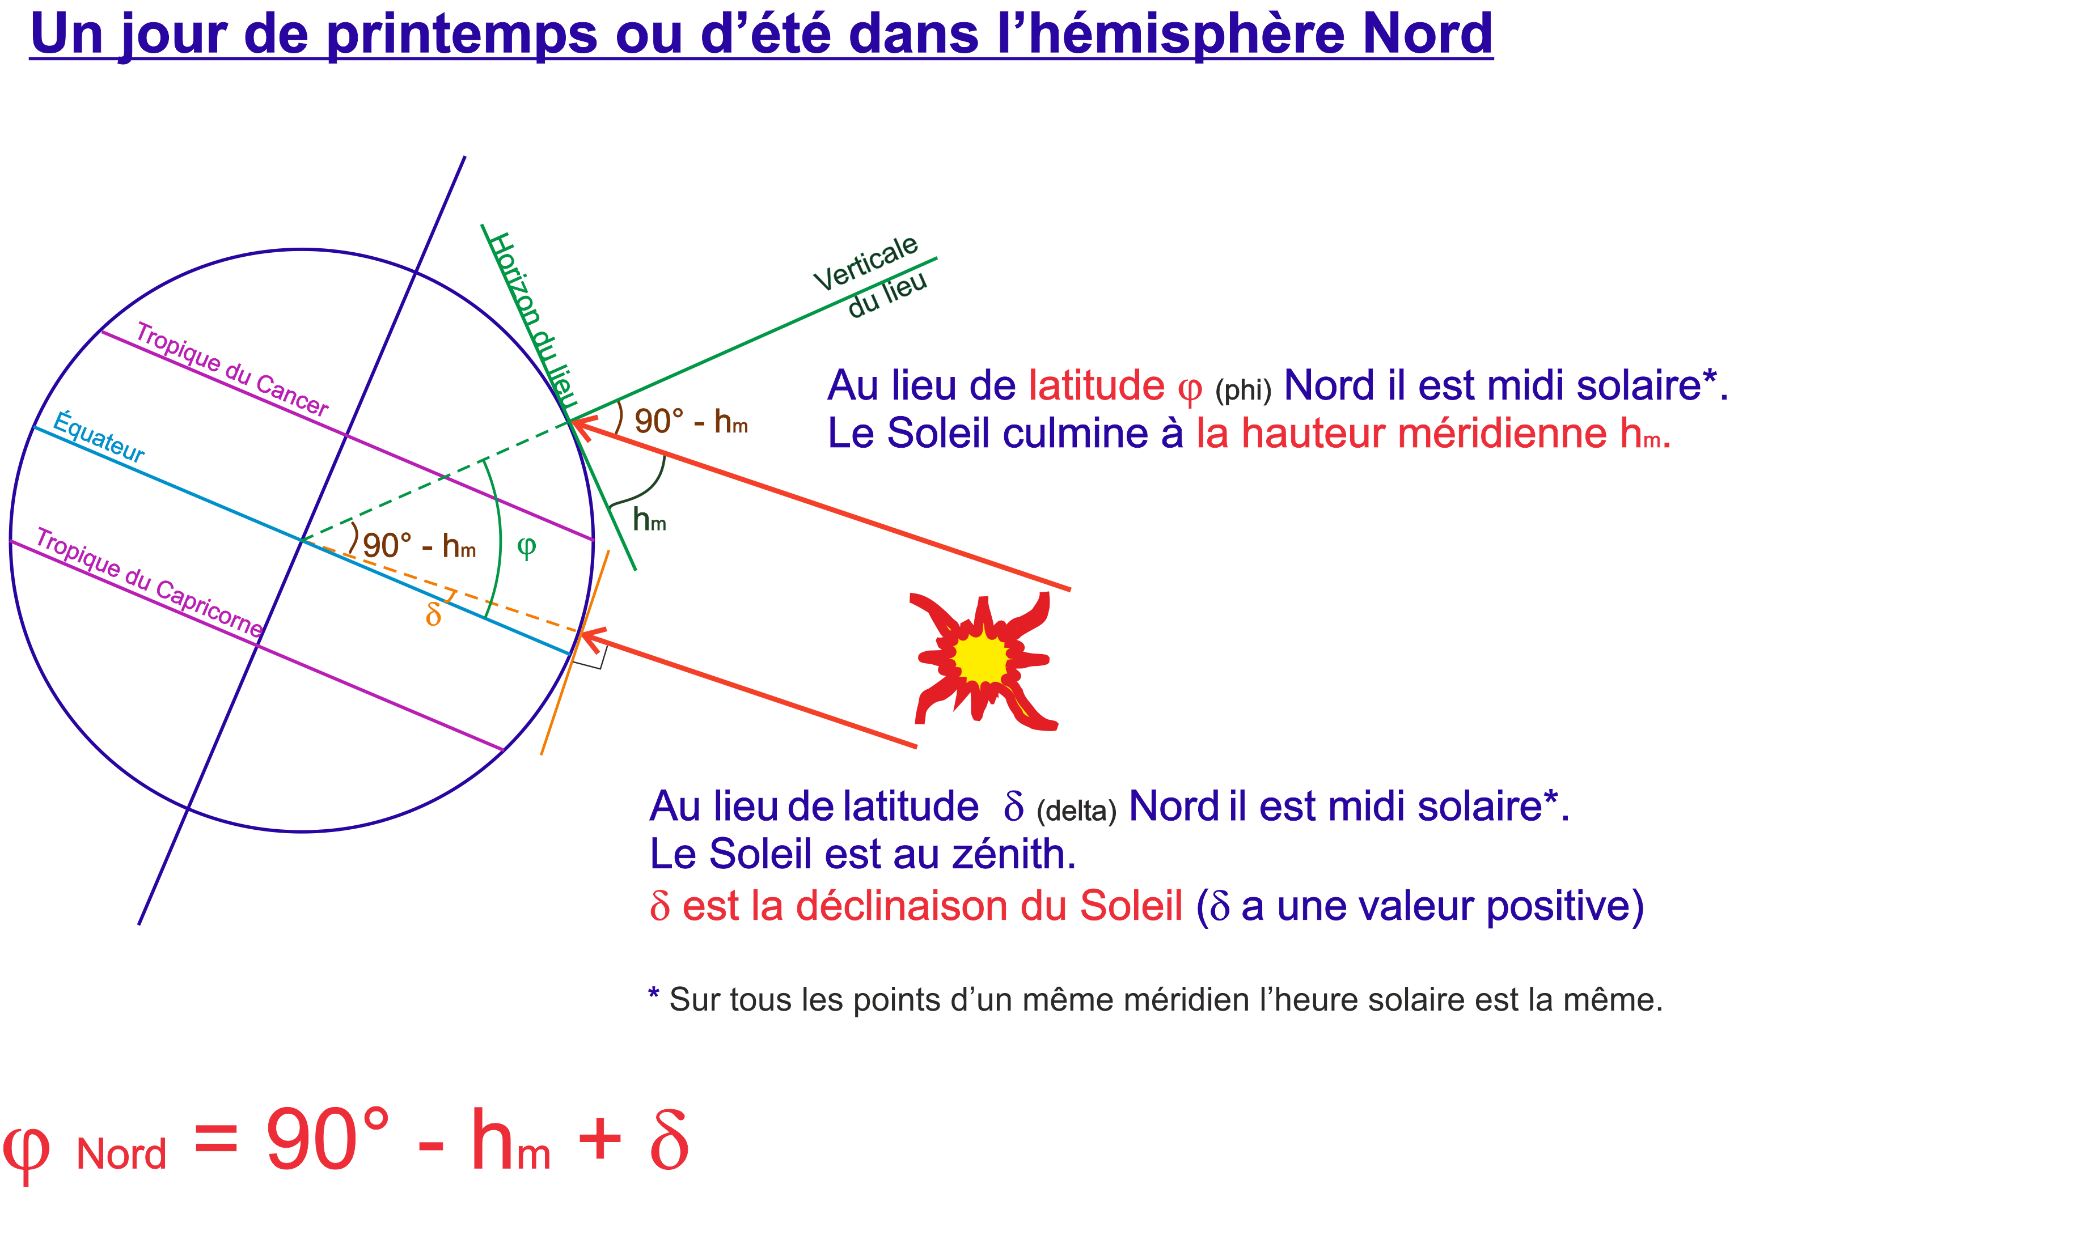 Un jour de printemps ou d’été dans l’hémisphère Nord
Horizon du lieu
Verticale
du lieu
Tropique du Cancer
Équateur
Tropique du Capricorne
90° - hm
hm
90° - hm
φ
δ
Au lieu de latitude φ (phi) Nord il est midi solaire*.
Le Soleil culmine à la hauteur méridienne hm.
Au lieu de latitude δ (delta) Nord il est midi solaire*.
Le Soleil est au zénith.
δ est la déclinaison du Soleil (δ a une valeur positive)
* Sur tous les points d’un même méridien l’heure solaire est la même.
φ Nord = 90° - hm + δ